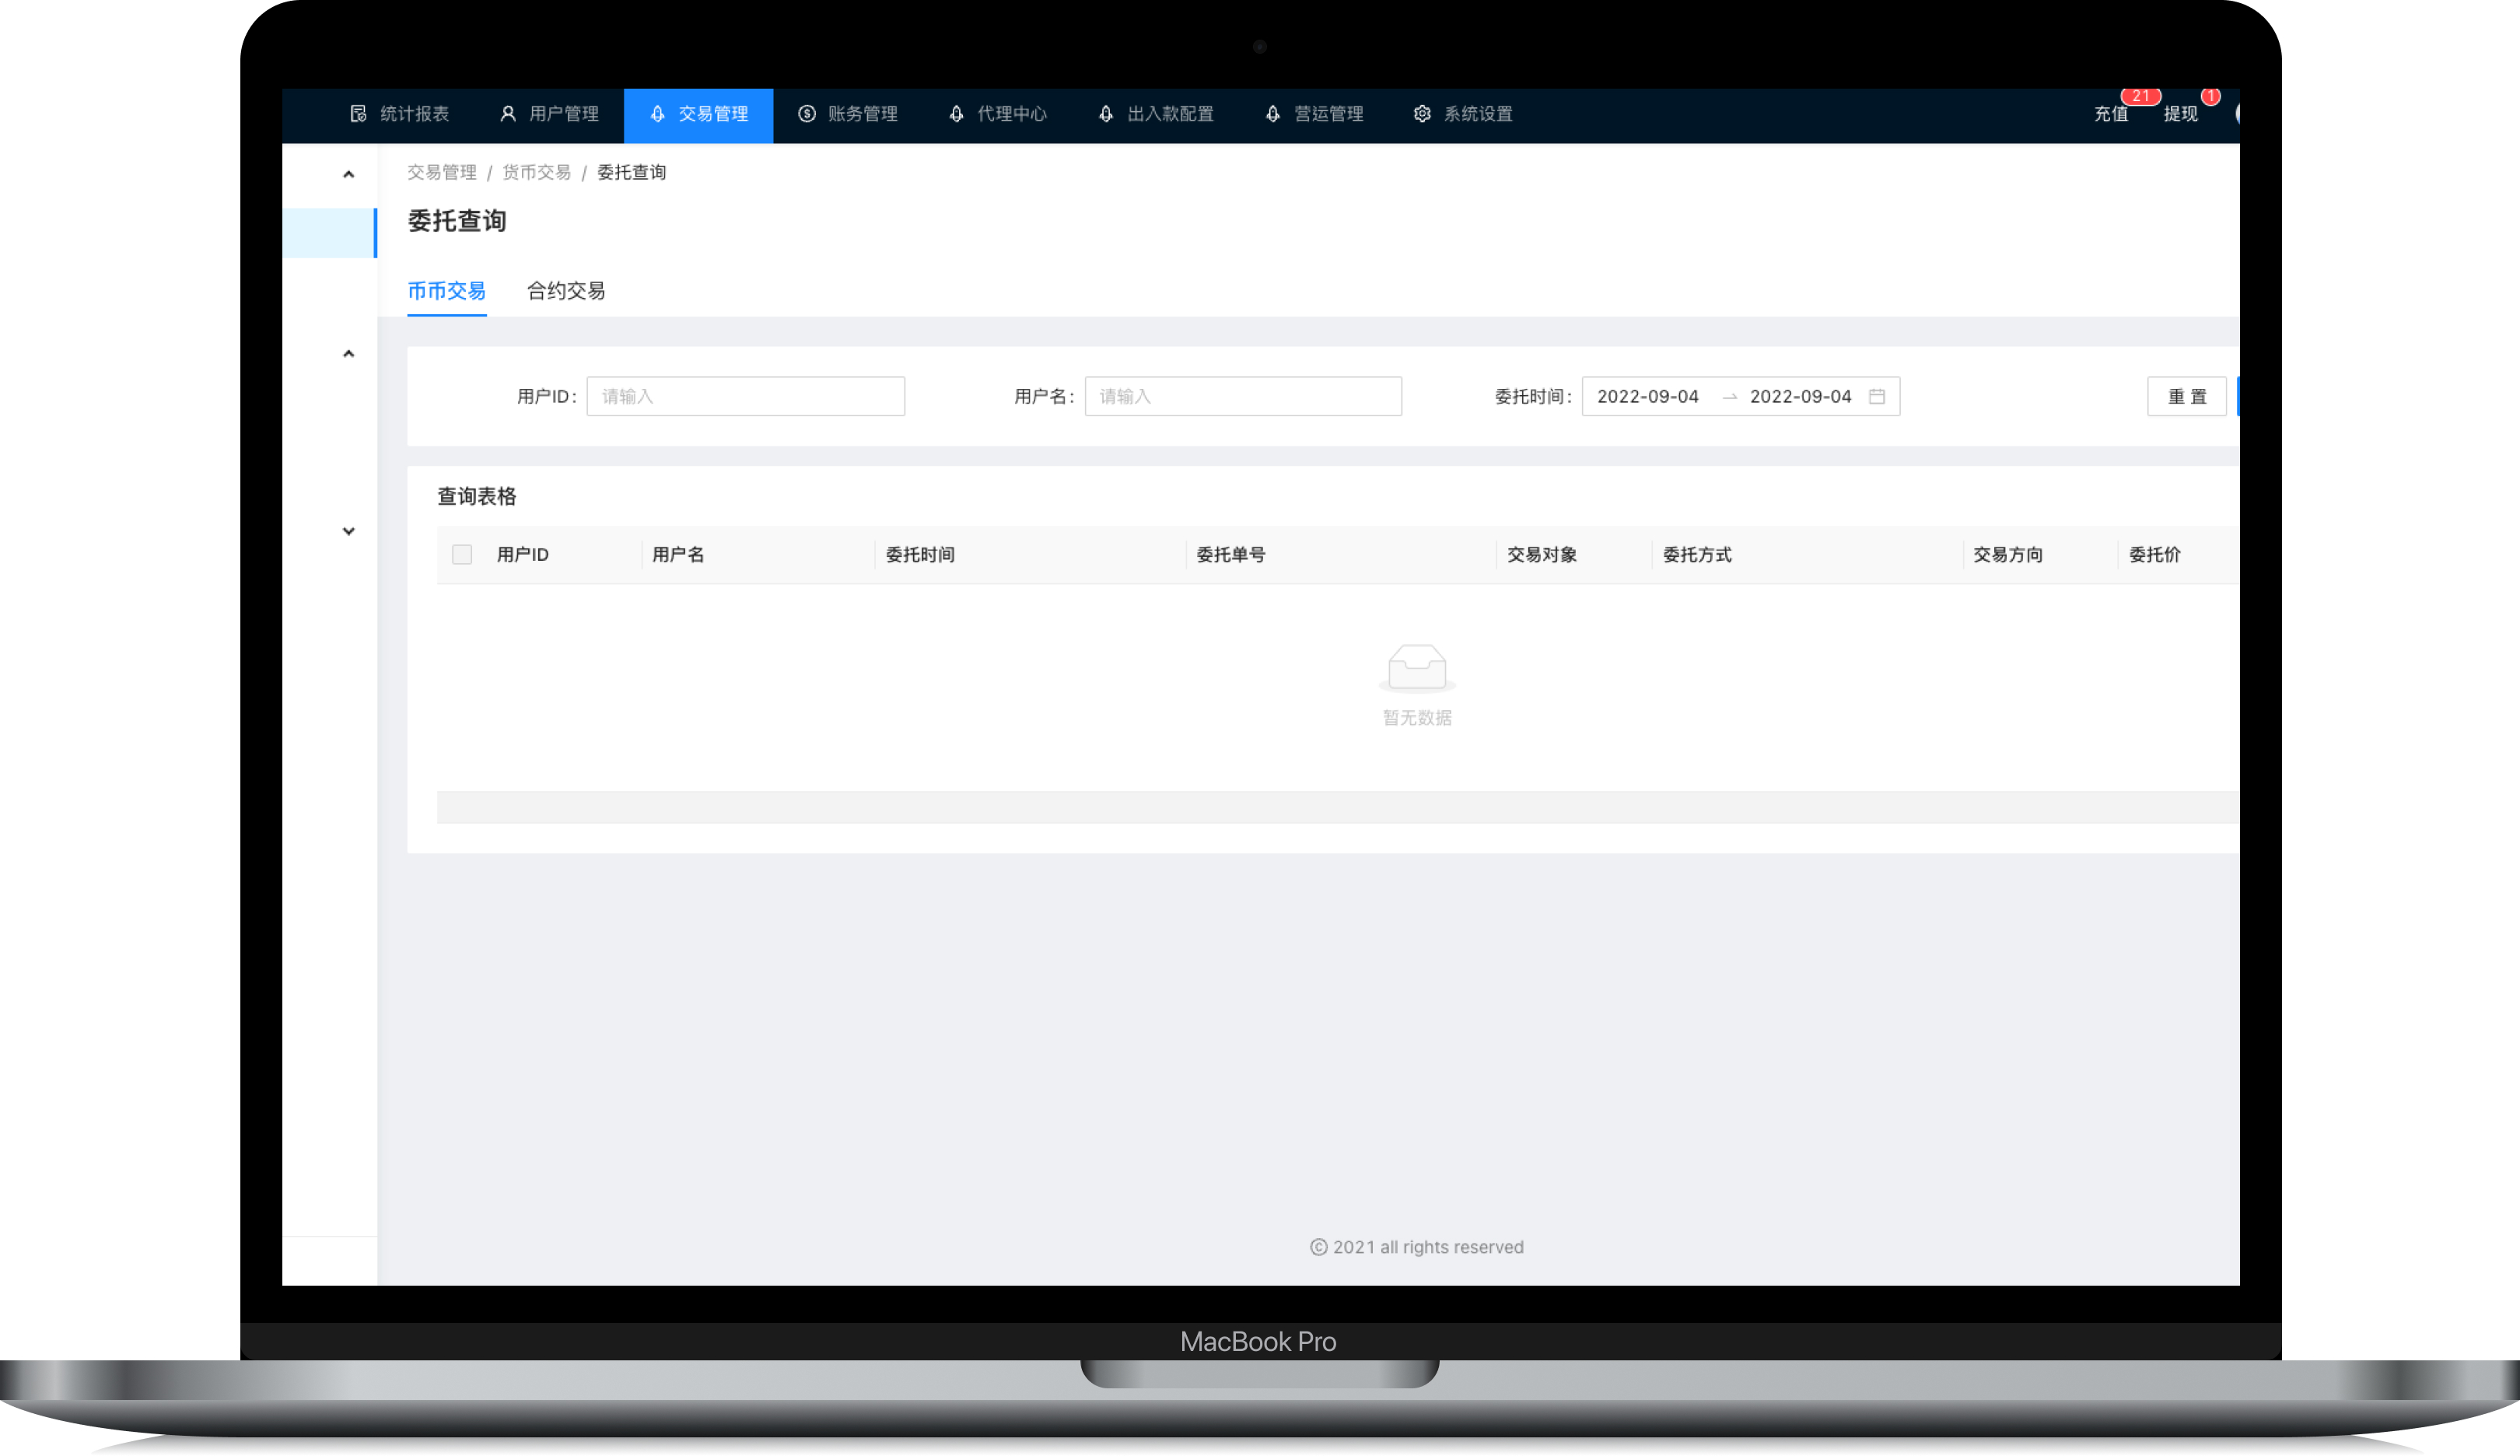 统计报表 用户管理 交易管理 账务管理 代理中心 出入款配置 营运管理 系统设置 充值 21 提现 1
交易管理 / 货币交易 / 委托查询
委托查询
币币交易 合约交易
用户ID: 请输入 用户名: 请输入 委托时间: 2022-09-04 → 2022-09-04 重 置
查询表格
用户ID 用户名 委托时间 委托单号 交易对象 委托方式 交易方向 委托价
暂无数据
© 2021 all rights reserved
MacBook Pro